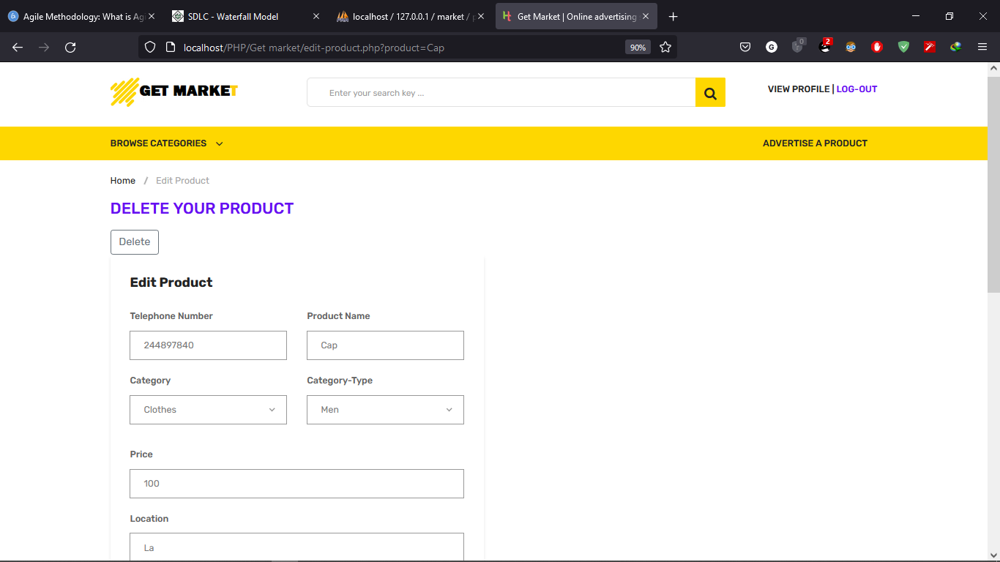 Agile Methodology: What is Ag
SDLC - Waterfall Model
localhost / 127.0.0.1 / market / p
Get Market | Online advertising
localhost/PHP/Get market/edit-product.php?product=Cap
90%
G
0
2
GET MARKET
Enter your search key ...
VIEW PROFILE | LOG-OUT
BROWSE CATEGORIES
ADVERTISE A PRODUCT
Home / Edit Product
DELETE YOUR PRODUCT
Delete
Edit Product
Telephone Number
Product Name
244897840
Cap
Category
Category-Type
Clothes
Men
Price
100
Location
La